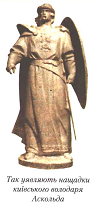 Так уявляють нащадки
київського володаря
Аскольда